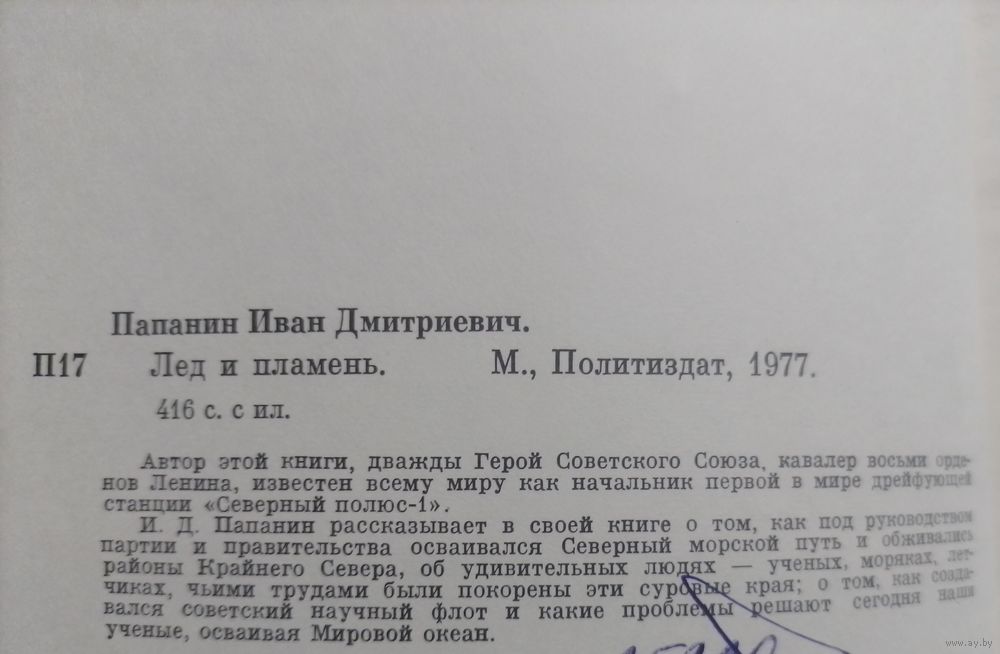 Папанин Иван Дмитриевич.
П17 Лед и пламень. М., Политиздат, 1977.
416 с. с ил.
Автор этой книги, дважды Герой Советского Союза, кавалер восьми орде-
нов Ленина, известен всему миру как начальник первой в мире дрейфующей
станции «Северный полюс-1».
И. Д. Папанин рассказывает в своей книге о том, как под руководством
партии и правительства осваивался Северный морской путь и обживались
районы Крайнего Севера, об удивительных людях — ученых, моряках, лет-
чиках, чьими трудами были покорены эти суровые края; о том, как созда-
вался советский научный флот и какие проблемы решают сегодня наши
ученые, осваивая Мировой океан.
www.ay.by